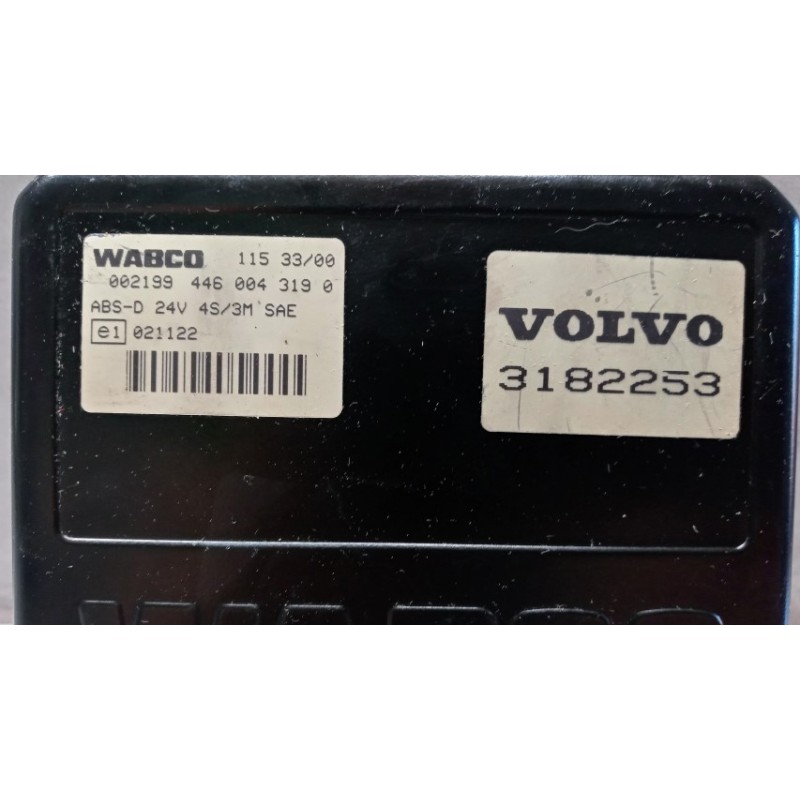 WABCO 115 33/00
002199 446 004 319 0
ABS-D 24V 4S/3M SAE
e1 021122
VOLVO
3182253